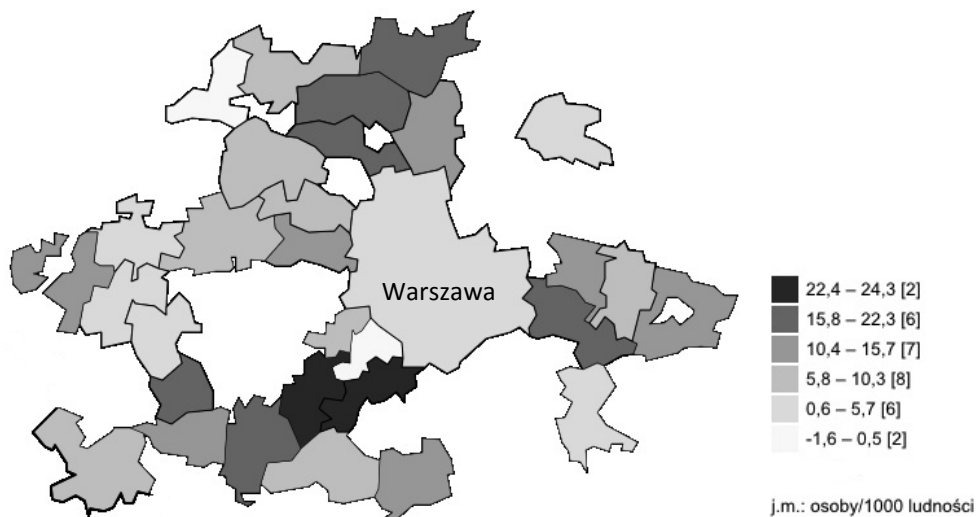 Warszawa
22,4 – 24,3 [2]
15,8 – 22,3 [6]
10,4 – 15,7 [7]
5,8 – 10,3 [8]
0,6 – 5,7 [6]
-1,6 – 0,5 [2]
j.m.: osoby/1000 ludności